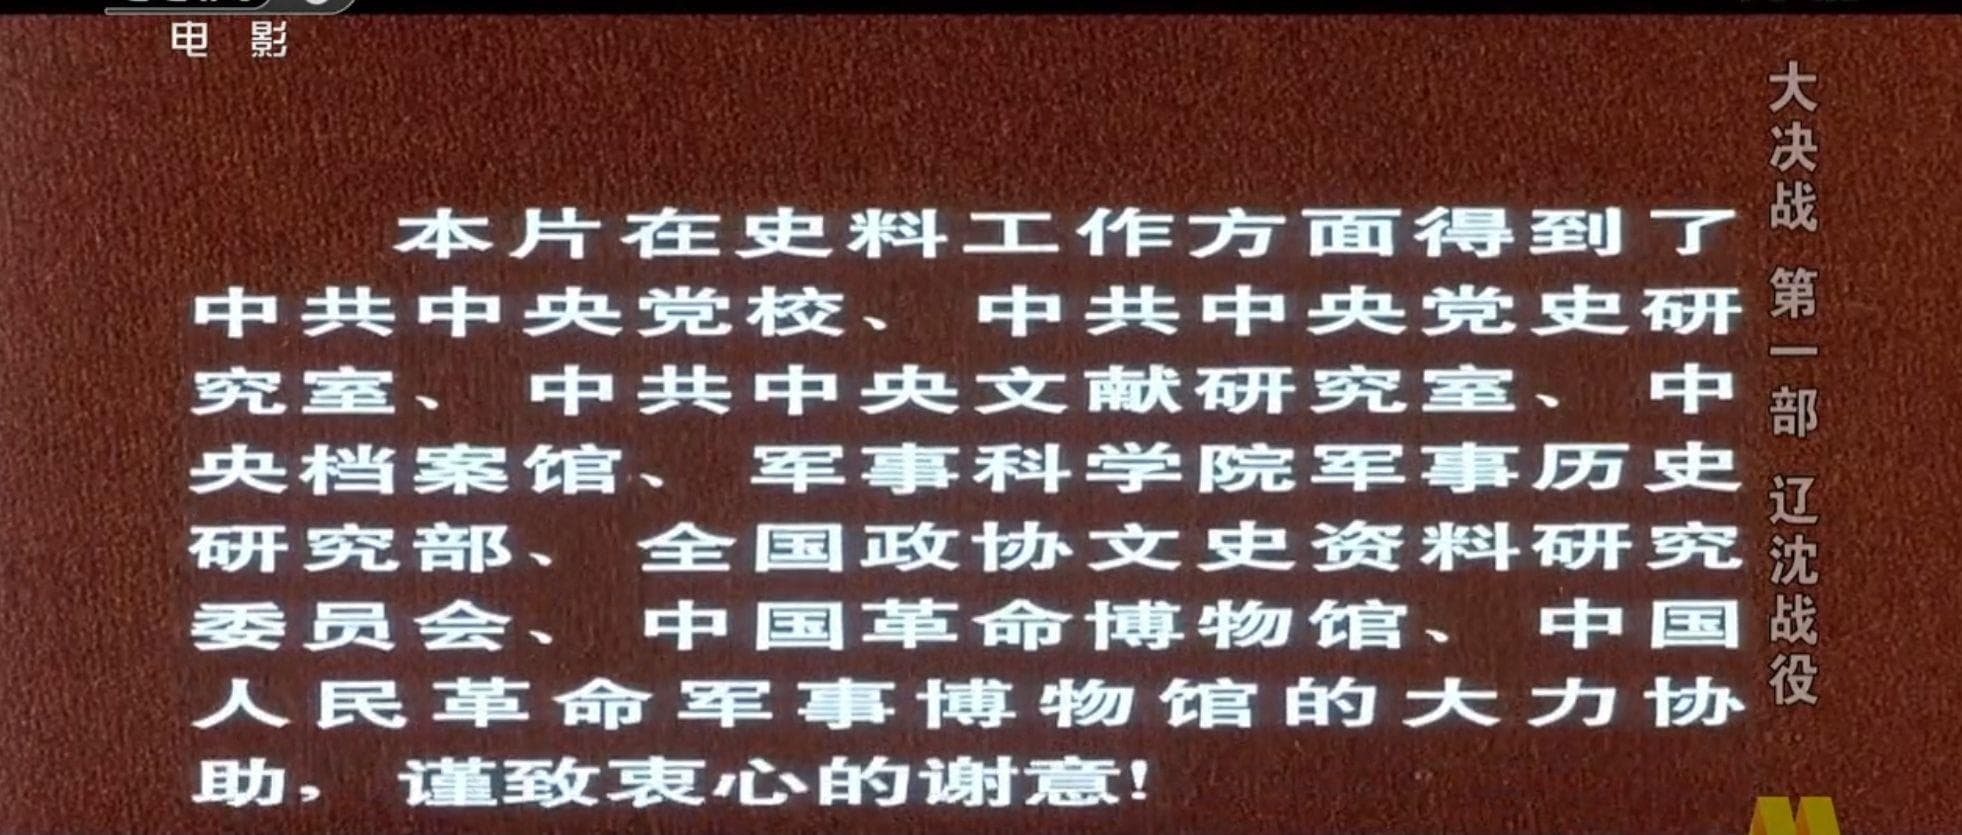 电 影
本片在史料工作方面得到了
中共中央党校、中共中央党史研
究室、中共中央文献研究室、中
央档案馆、军事科学院军事历史
研究部、全国政协文史资料研究
委员会、中国革命博物馆、中国
人民革命军事博物馆的大力协
助，谨致衷心的谢意！
大决战 第一部 辽沈战役